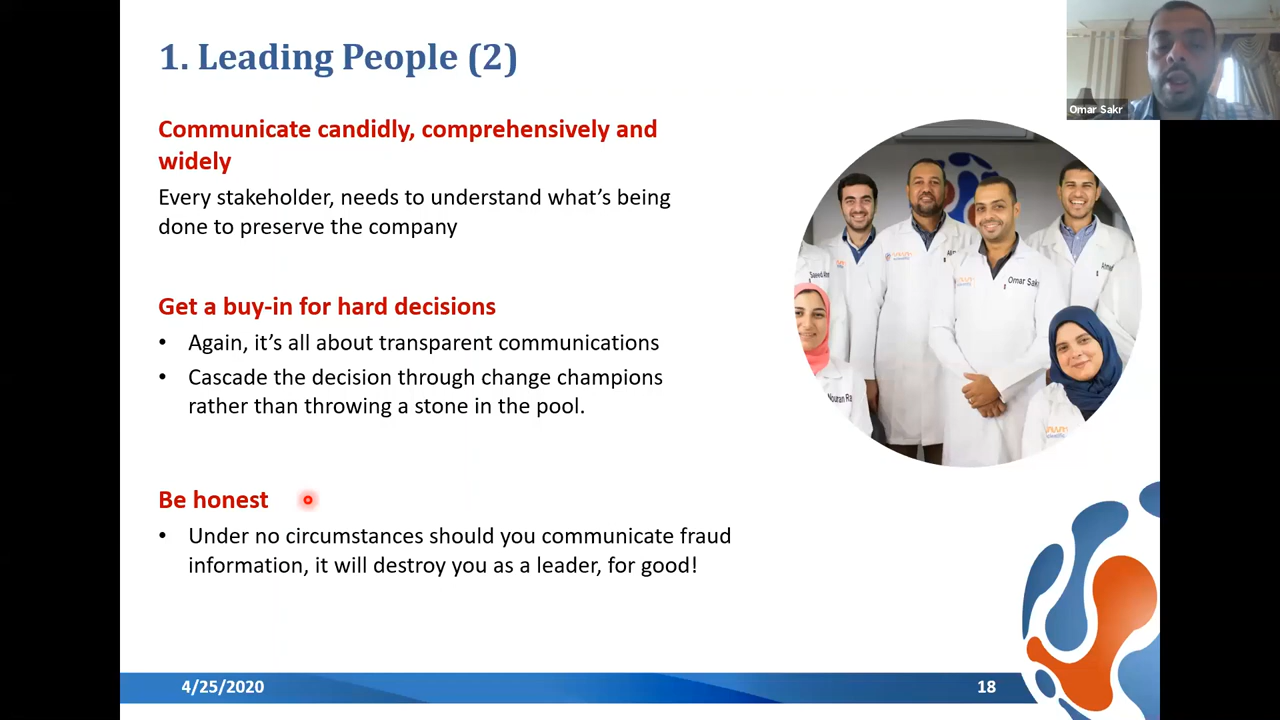 1. Leading People (2)
Omar Sakr
Communicate candidly, comprehensively and
widely
Every stakeholder, needs to understand what’s being
done to preserve the company
Get a buy-in for hard decisions
• Again, it’s all about transparent communications
• Cascade the decision through change champions
rather than throwing a stone in the pool.
Be honest
• Under no circumstances should you communicate fraud
information, it will destroy you as a leader, for good!
Omar Sak
Nouran Ra
4/25/2020
18